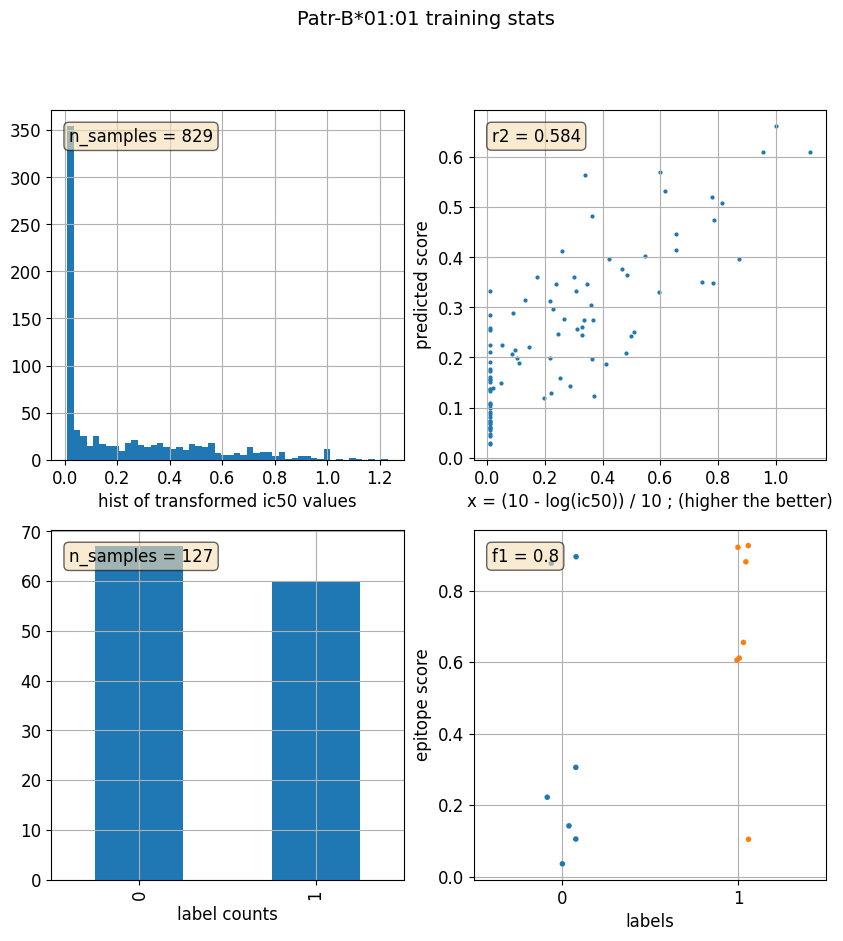 Patr-B*01:01 training stats
n_samples = 829
350
300
250
200
150
100
50
0
0.0 0.2 0.4 0.6 0.8 1.0 1.2
hist of transformed ic50 values
r2 = 0.584
predicted score
0.6
0.5
0.4
0.3
0.2
0.1
0.0
0.0 0.2 0.4 0.6 0.8 1.0
x = (10 - log(ic50)) / 10 ; (higher the better)
n_samples = 127
70
60
50
40
30
20
10
0
0 1
label counts
f1 = 0.8
epitope score
0.8
0.6
0.4
0.2
0.0
0 1
labels